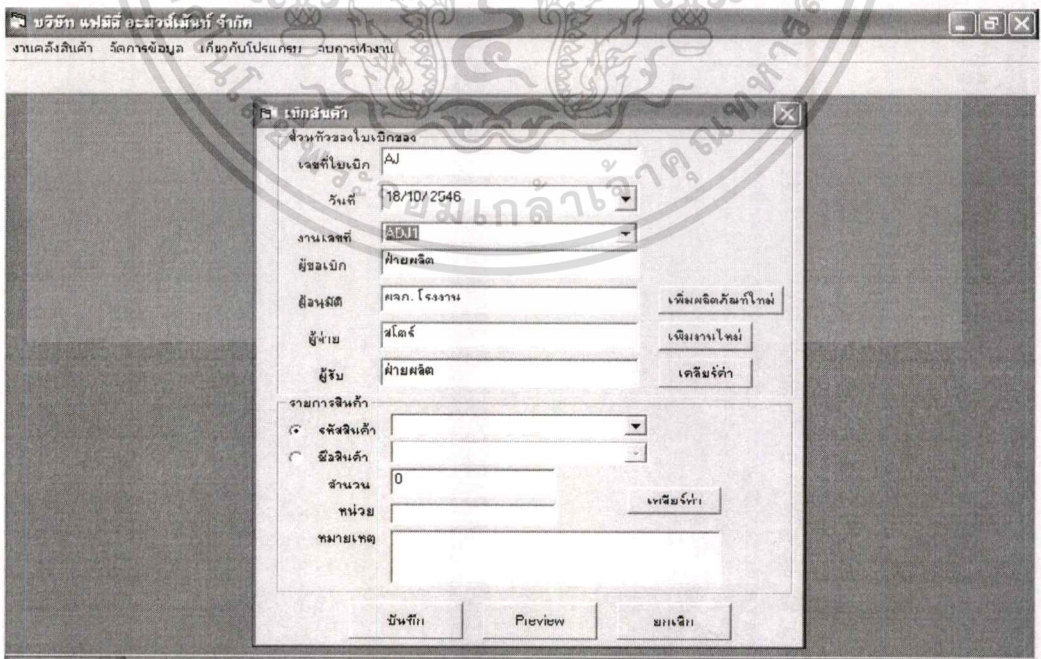 บริษัท แฟมิลี่ อะมิวส์เม้นท์ จำกัด
งานคลังสินค้า จัดการข้อมูล เกี่ยวกับโปรแกรม จบการทำงาน
เบิกสินค้า
ส่วนหัวของใบเบิกของ
เลขที่ใบเบิก AJ
วันที่ 18/10/2546
งานเลขที่ ADJ1
ผู้ขอเบิก ฝ่ายผลิต
ผู้อนุมัติ ผจก. โรงงาน เพิ่มผลิตภัณฑ์ใหม่
ผู้จ่าย สโตร์ เพิ่มงานใหม่
ผู้รับ ฝ่ายผลิต เคลียร์ค่า
รายการสินค้า
รหัสสินค้า
ชื่อสินค้า
จำนวน 0
หน่วย เคลียร์ค่า
หมายเหตุ
บันทึก Preview ยกเลิก